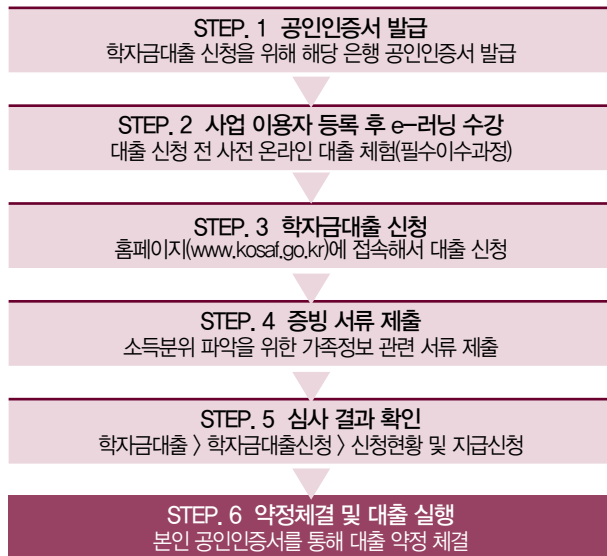 STEP. 1 공인인증서 발급
학자금대출 신청을 위해 해당 은행 공인인증서 발급
STEP. 2 사업 이용자 등록 후 e-러닝 수강
대출 신청 전 사전 온라인 대출 체험(필수이수과정)
STEP. 3 학자금대출 신청
홈페이지(www.kosaf.go.kr)에 접속해서 대출 신청
STEP. 4 증빙 서류 제출
소득분위 파악을 위한 가족정보 관련 서류 제출
STEP. 5 심사 결과 확인
학자금대출 〉 학자금대출신청 〉 신청현황 및 지급신청
STEP. 6 약정체결 및 대출 실행
본인 공인인증서를 통해 대출 약정 체결